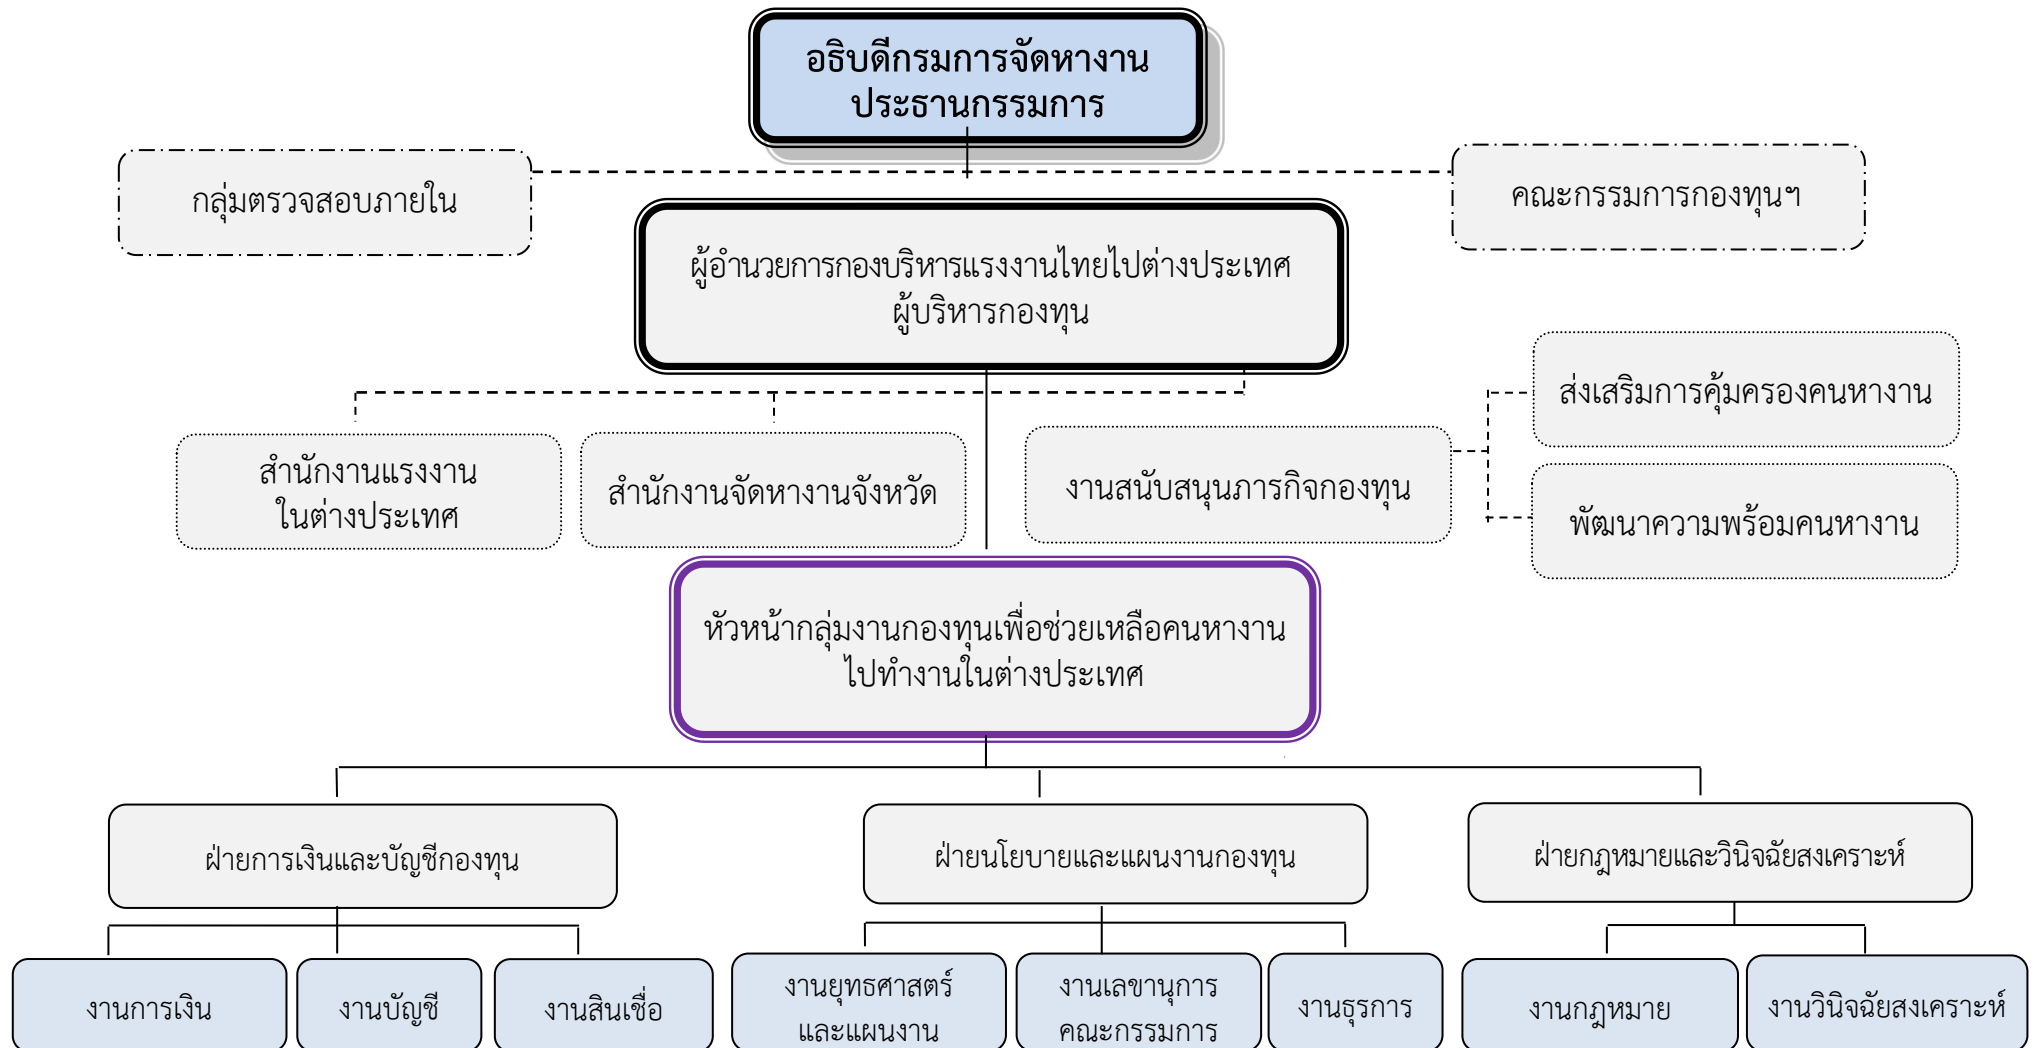 อธิบดีกรมการจัดหางาน
ประธานกรรมการ
กลุ่มตรวจสอบภายใน
คณะกรรมการกองทุนฯ
ผู้อำนวยการกองบริหารแรงงานไทยไปต่างประเทศ
ผู้บริหารกองทุน
ส่งเสริมการคุ้มครองคนหางาน
สำนักงานแรงงาน
ในต่างประเทศ
สำนักงานจัดหางานจังหวัด
งานสนับสนุนภารกิจกองทุน
พัฒนาความพร้อมคนหางาน
หัวหน้ากลุ่มงานกองทุนเพื่อช่วยเหลือคนหางาน
ไปทำงานในต่างประเทศ
ฝ่ายการเงินและบัญชีกองทุน
ฝ่ายนโยบายและแผนงานกองทุน
ฝ่ายกฎหมายและวินิจฉัยสงเคราะห์
งานการเงิน
งานบัญชี
งานสินเชื่อ
งานยุทธศาสตร์
และแผนงาน
งานเลขานุการ
คณะกรรมการ
งานธุรการ
งานกฎหมาย
งานวินิจฉัยสงเคราะห์